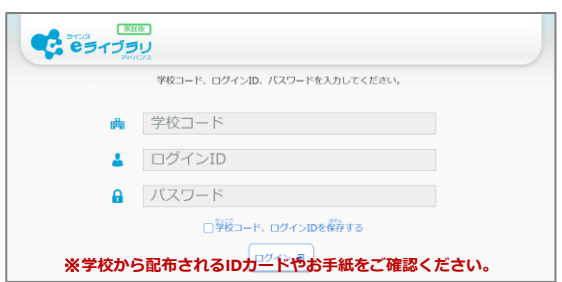 家庭版
ラインズ
eライブラリ
アドバンス
学校コード、ログインID、パスワードを入力してください。
学校コード
ログインID
パスワード
学校コード、ログインIDを保存する
ログイン
※学校から配布されるIDカードやお手紙をご確認ください。